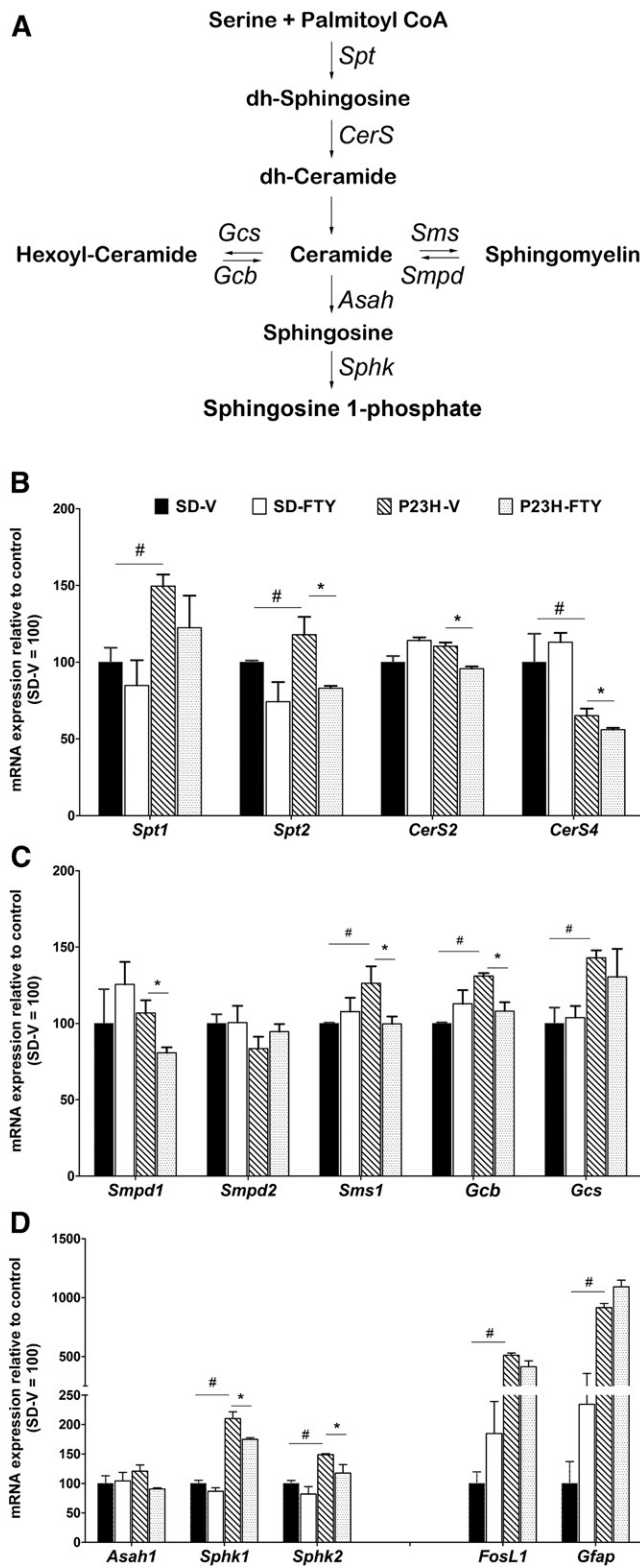 A
Serine + Palmitoyl CoA
Spt
dh-Sphingosine
CerS
dh-Ceramide
Hexoyl-Ceramide Gcs Gcb Ceramide Sms Smpd Sphingomyelin
Asah
Sphingosine
Sphk
Sphingosine 1-phosphate
B
SD-V SD-FTY P23H-V P23H-FTY
mRNA expression relative to control
(SD-V = 100)
200
150
100
50
0
# # * * # *
Spt1 Spt2 CerS2 CerS4
C
mRNA expression relative to control
(SD-V = 100)
200
150
100
50
0
* # * # * #
Smpd1 Smpd2 Sms1 Gcb Gcs
D
mRNA expression relative to control
(SD-V = 100)
1500
1000
500
250
200
150
100
50
0
# * # * # #
Asah1 Sphk1 Sphk2 FosL1 Gfap